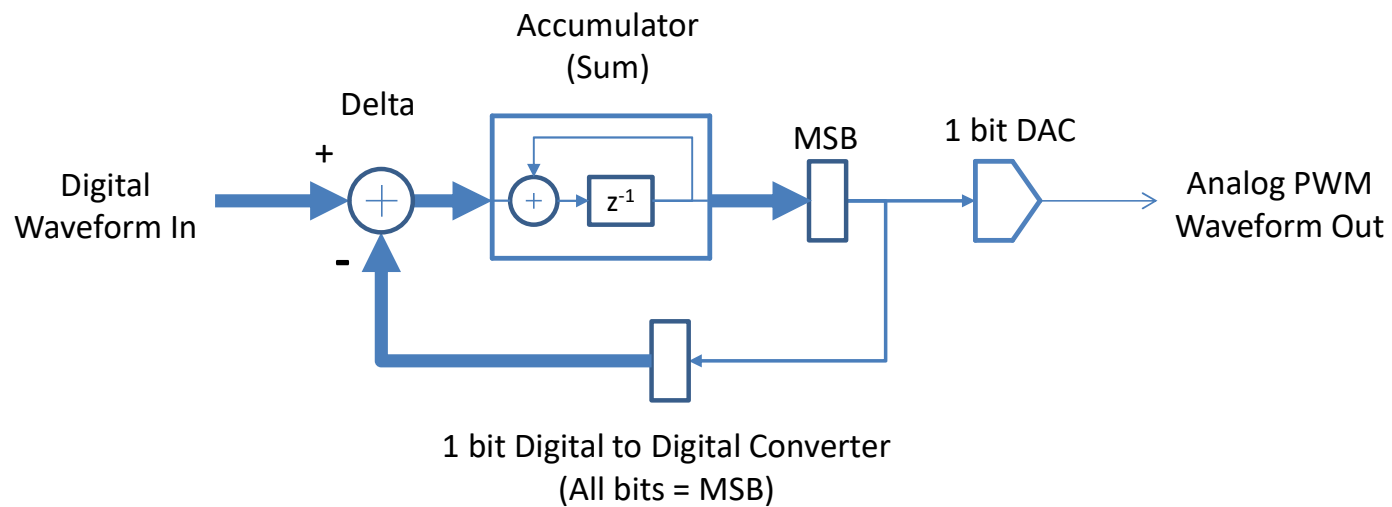 Accumulator
(Sum)
Delta
MSB
1 bit DAC
+
Digital
Waveform In
+
+
z⁻¹
Analog PWM
Waveform Out
-
1 bit Digital to Digital Converter
(All bits = MSB)